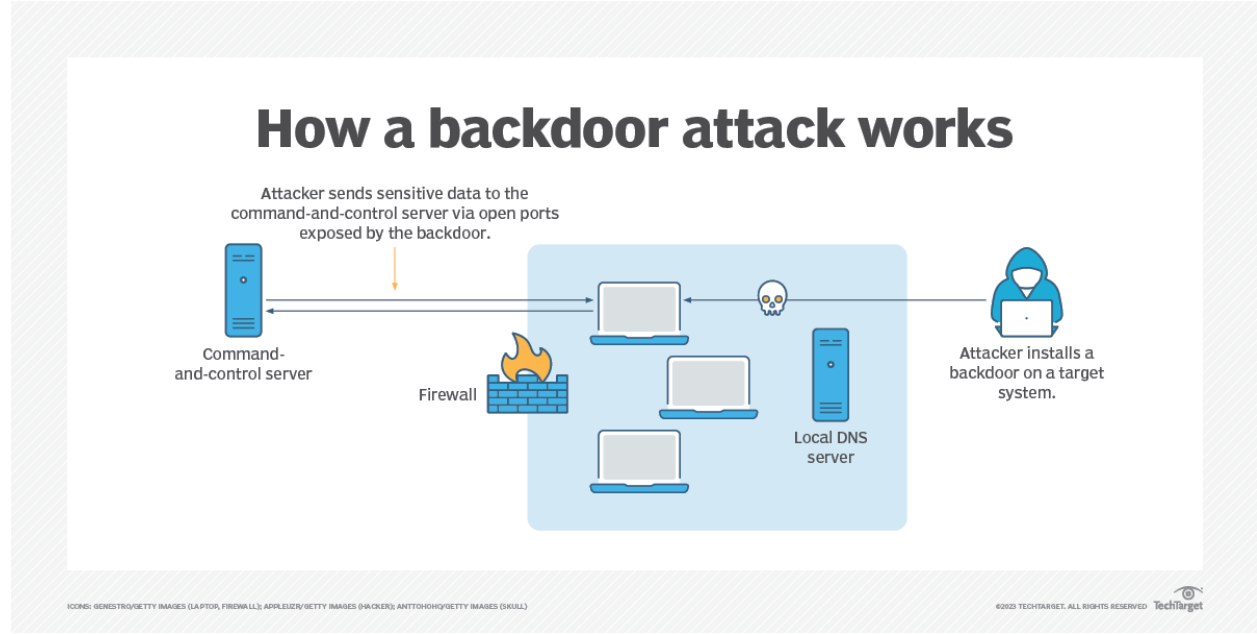 How a backdoor attack works
Attacker sends sensitive data to the
command-and-control server via open ports
exposed by the backdoor.
Command-
and-control server
Firewall
Local DNS
server
Attacker installs a
backdoor on a target
system.
ICONS: GENESTRO/GETTY IMAGES (LAPTOP, FIREWALL); APPLEUZR/GETTY IMAGES (HACKER); ANTTOHOHO/GETTY IMAGES (SKULL)
©2023 TECHTARGET. ALL RIGHTS RESERVED TechTarget